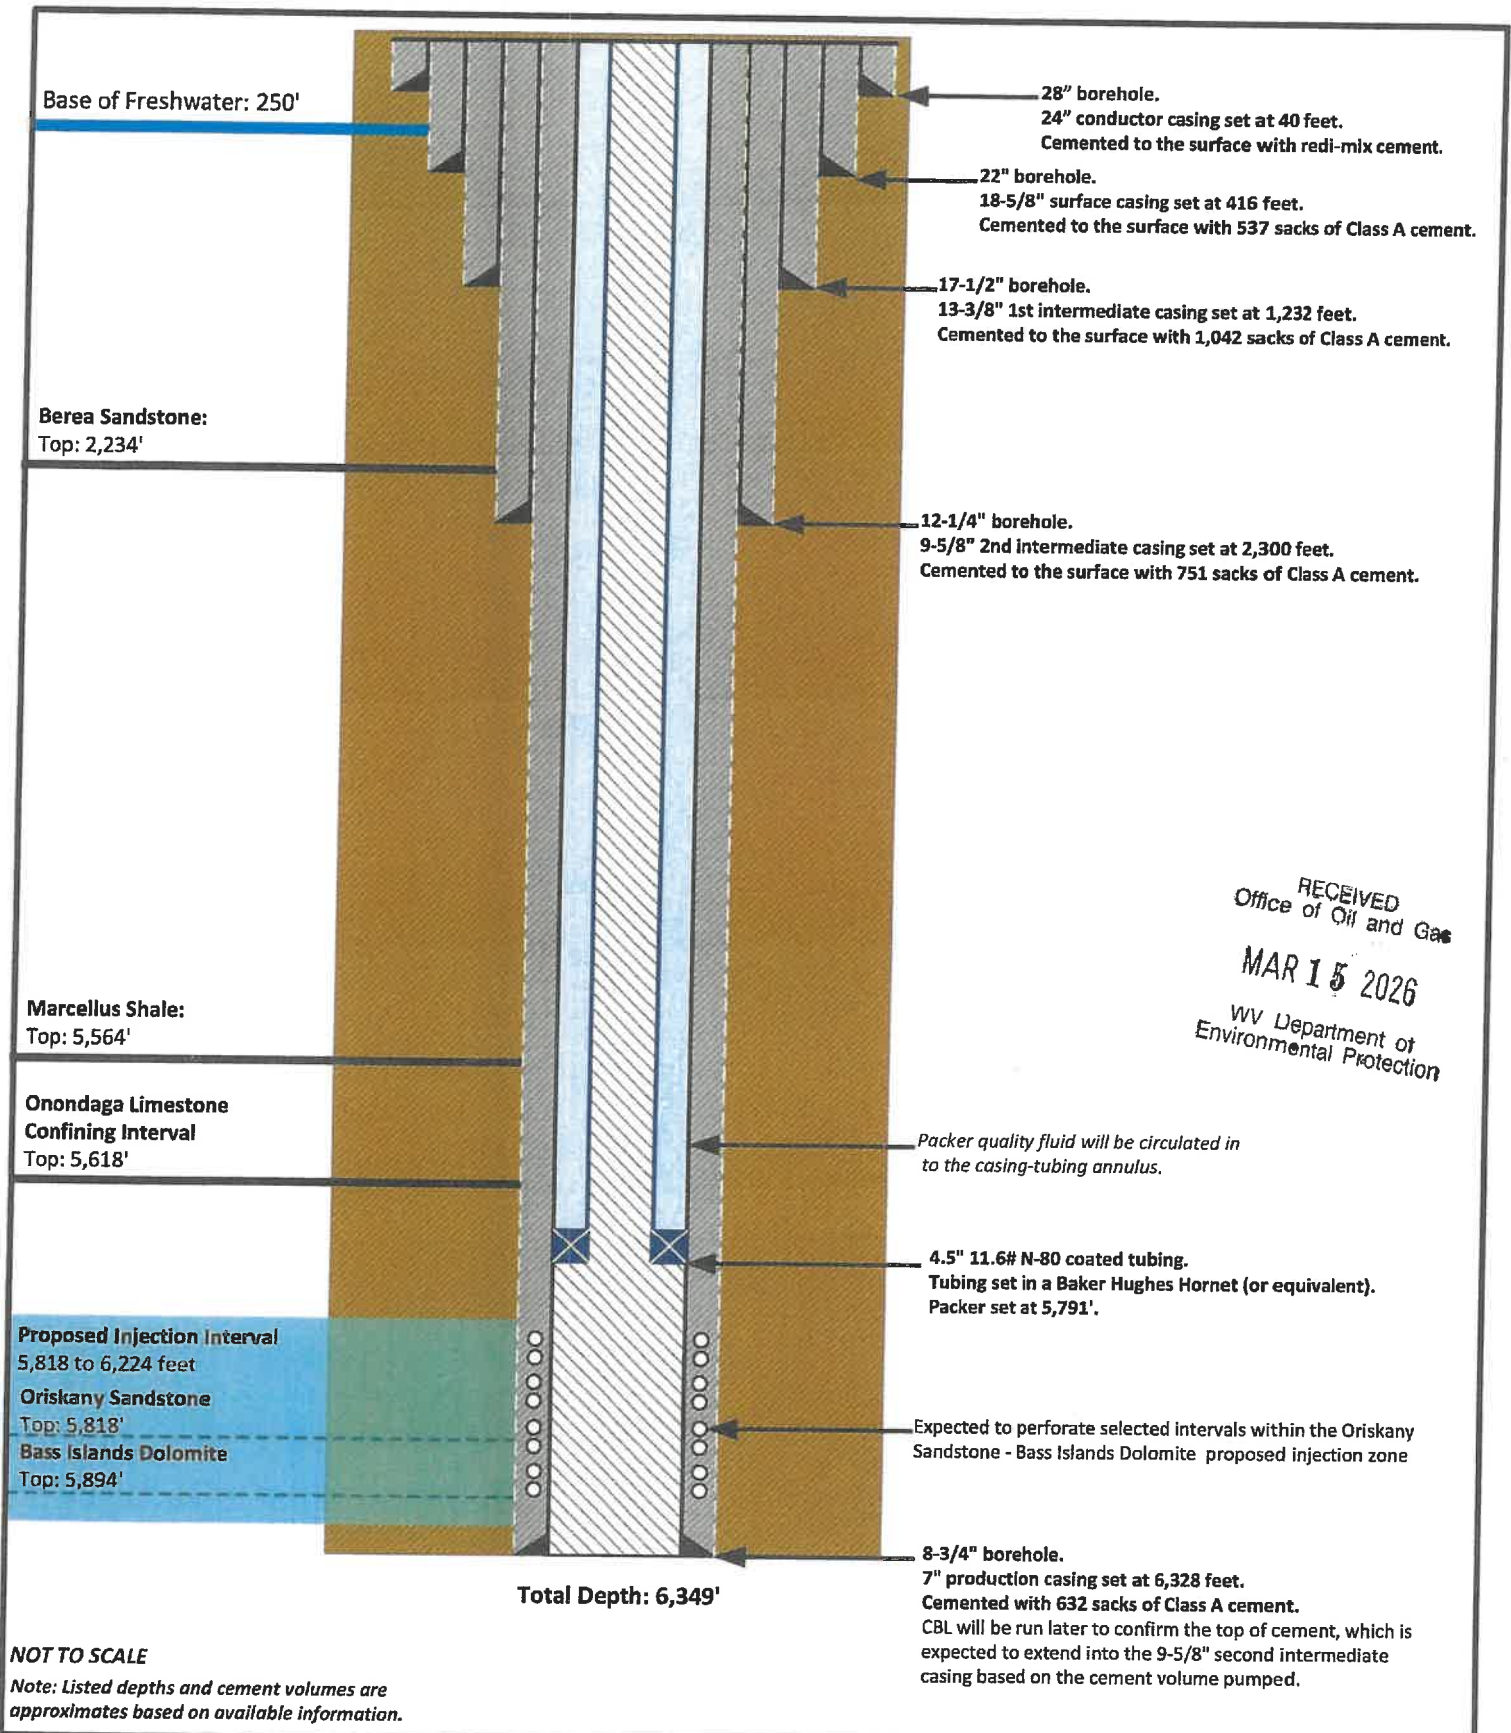 Base of Freshwater: 250'
28" borehole.
24" conductor casing set at 40 feet.
Cemented to the surface with redi-mix cement.
22" borehole.
18-5/8" surface casing set at 416 feet.
Cemented to the surface with 537 sacks of Class A cement.
17-1/2" borehole.
13-3/8" 1st intermediate casing set at 1,232 feet.
Cemented to the surface with 1,042 sacks of Class A cement.
Berea Sandstone:
Top: 2,234'
12-1/4" borehole.
9-5/8" 2nd intermediate casing set at 2,300 feet.
Cemented to the surface with 751 sacks of Class A cement.
RECEIVED
Office of Oil and Gas
MAR 15 2026
WV Department of
Environmental Protection
Marcellus Shale:
Top: 5,564'
Onondaga Limestone
Confining Interval
Top: 5,618'
Packer quality fluid will be circulated in
to the casing-tubing annulus.
4.5" 11.6# N-80 coated tubing.
Tubing set in a Baker Hughes Hornet (or equivalent).
Packer set at 5,791'.
Proposed Injection Interval
5,818 to 6,224 feet
Oriskany Sandstone
Top: 5,818'
Bass Islands Dolomite
Top: 5,894'
Expected to perforate selected intervals within the Oriskany
Sandstone - Bass Islands Dolomite proposed injection zone
8-3/4" borehole.
7" production casing set at 6,328 feet.
Cemented with 632 sacks of Class A cement.
CBL will be run later to confirm the top of cement, which is
expected to extend into the 9-5/8" second intermediate
casing based on the cement volume pumped.
Total Depth: 6,349'
NOT TO SCALE
Note: Listed depths and cement volumes are
approximates based on available information.